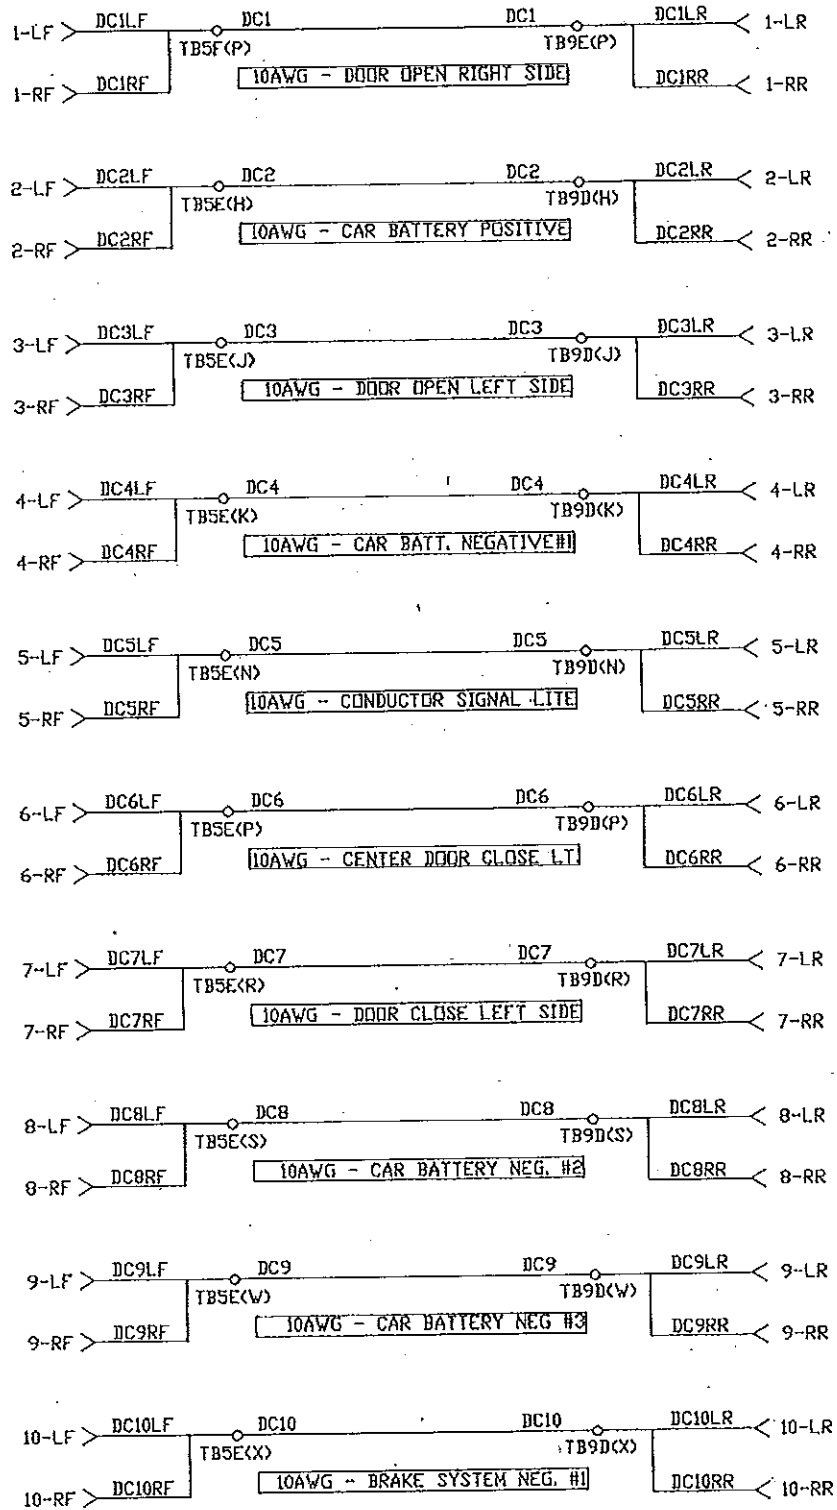 1-LF DC1LF DC1 DC1 DC1LR 1-LR
TB5F(P) TB9E(P)
1-RF DC1RF 10AWG - DOOR OPEN RIGHT SIDE DC1RR 1-RR
2-LF DC2LF DC2 DC2 DC2LR 2-LR
TB5E(H) TB9D(H)
2-RF DC2RF 10AWG - CAR BATTERY POSITIVE DC2RR 2-RR
3-LF DC3LF DC3 DC3 DC3LR 3-LR
TB5E(J) TB9D(J)
3-RF DC3RF 10AWG - DOOR OPEN LEFT SIDE DC3RR 3-RR
4-LF DC4LF DC4 DC4 DC4LR 4-LR
TB5E(K) TB9D(K)
4-RF DC4RF 10AWG - CAR BATT. NEGATIVE#1 DC4RR 4-RR
5-LF DC5LF DC5 DC5 DC5LR 5-LR
TB5E(N) TB9D(N)
5-RF DC5RF 10AWG - CONDUCTOR SIGNAL LITE DC5RR 5-RR
6-LF DC6LF DC6 DC6 DC6LR 6-LR
TB5E(P) TB9D(P)
6-RF DC6RF 10AWG - CENTER DOOR CLOSE LT. DC6RR 6-RR
7-LF DC7LF DC7 DC7 DC7LR 7-LR
TB5E(R) TB9D(R)
7-RF DC7RF 10AWG - DOOR CLOSE LEFT SIDE DC7RR 7-RR
8-LF DC8LF DC8 DC8 DC8LR 8-LR
TB5E(S) TB9D(S)
8-RF DC8RF 10AWG - CAR BATTERY NEG. #2 DC8RR 8-RR
9-LF DC9LF DC9 DC9 DC9LR 9-LR
TB5E(W) TB9D(W)
9-RF DC9RF 10AWG - CAR BATTERY NEG #3 DC9RR 9-RR
10-LF DC10LF DC10 DC10 DC10LR 10-LR
TB5E(X) TB9D(X)
10-RF DC10RF 10AWG - BRAKE SYSTEM NEG. #1 DC10RR 10-RR